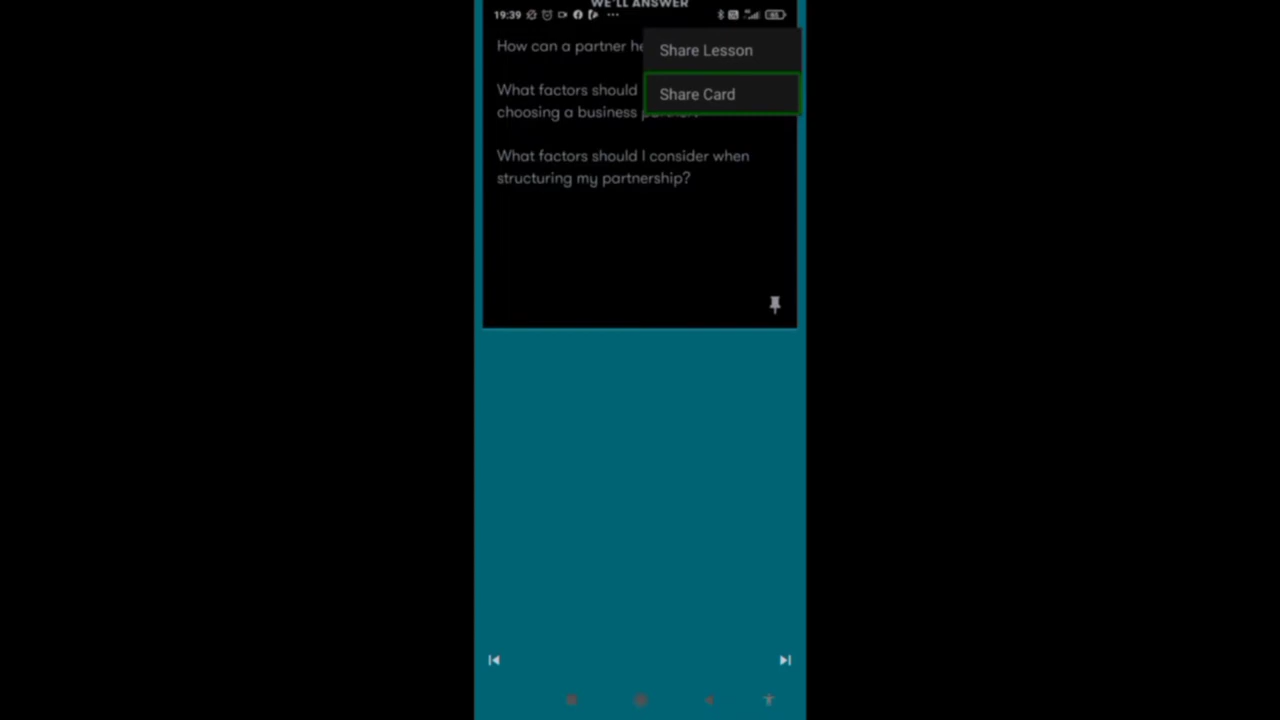 WE'LL ANSWER
19:39
How can a partner
Share Lesson
Share Card
What factors should
choosing a business
What factors should I consider when
structuring my partnership?